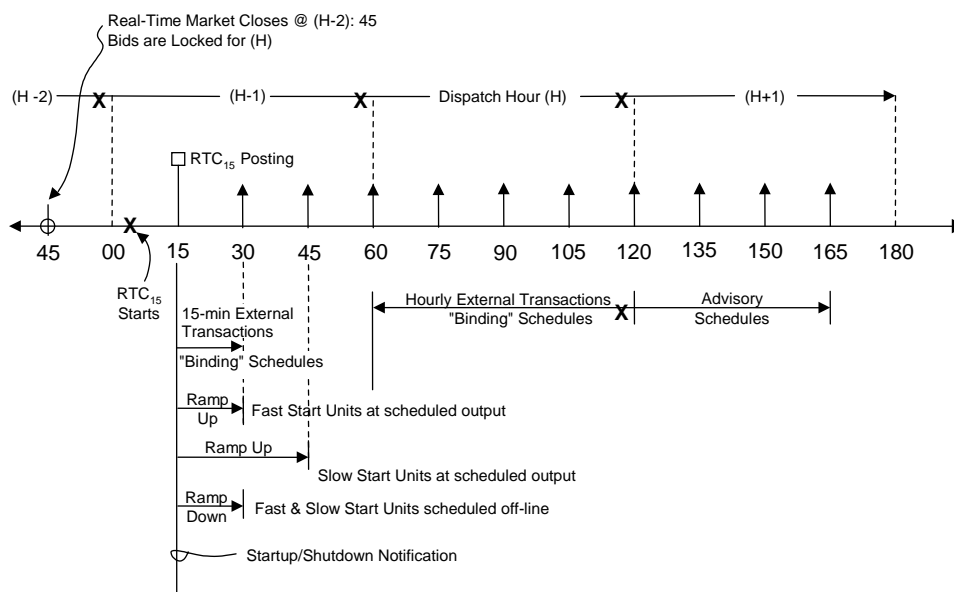 Real-Time Market Closes @ (H-2): 45
Bids are Locked for (H)
(H -2)
X
(H-1)
X
Dispatch Hour (H)
X
(H+1)
RTC15 Posting
X
45 00 15 30 45 60 75 90 105 120 135 150 165 180
RTC15
Starts
15-min External
Transactions
"Binding" Schedules
Hourly External Transactions
"Binding" Schedules
X
Advisory
Schedules
Ramp
Up
Fast Start Units at scheduled output
Ramp Up
Slow Start Units at scheduled output
Ramp
Down
Fast & Slow Start Units scheduled off-line
Startup/Shutdown Notification